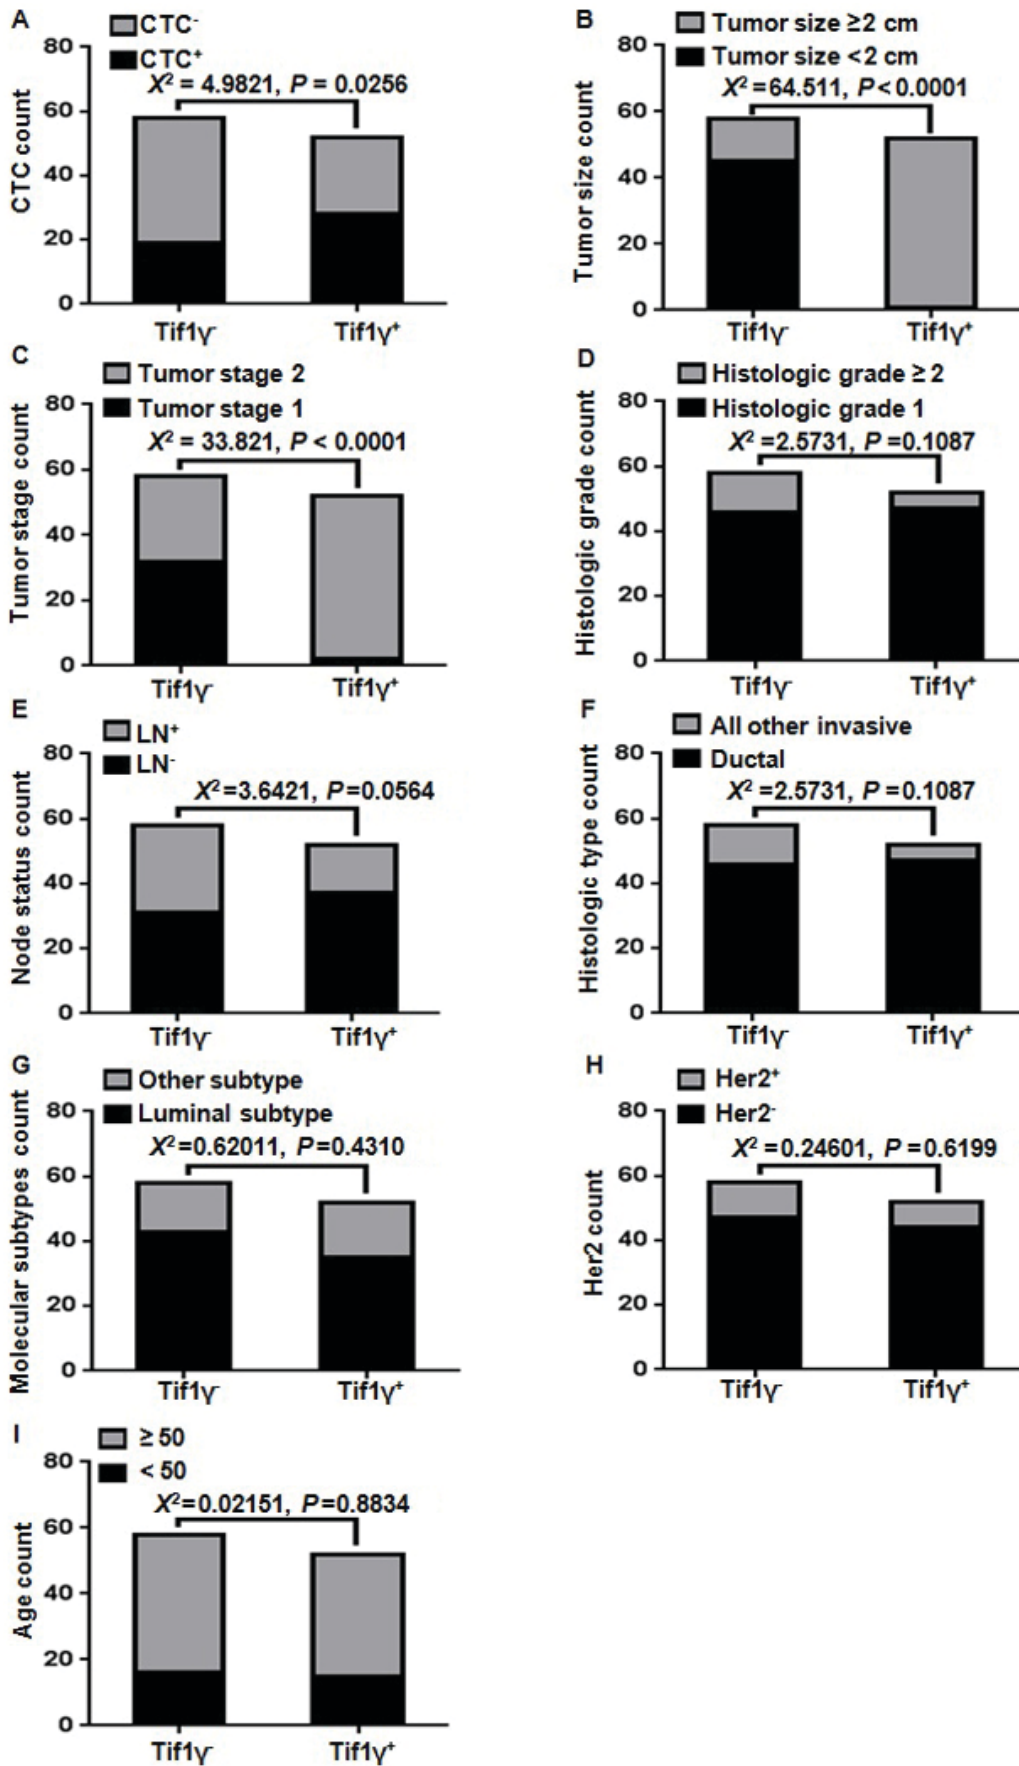 A
CTC⁻
CTC⁺
X² = 4.9821, P = 0.0256
CTC count
80
60
40
20
0
Tif1γ⁻
Tif1γ⁺
B
Tumor size ≥2 cm
Tumor size <2 cm
X² =64.511, P<0.0001
Tumor size count
80
60
40
20
0
Tif1γ⁻
Tif1γ⁺
C
Tumor stage 2
Tumor stage 1
X² = 33.821, P < 0.0001
Tumor stage count
80
60
40
20
0
Tif1γ⁻
Tif1γ⁺
D
Histologic grade ≥ 2
Histologic grade 1
X² =2.5731, P =0.1087
Histologic grade count
80
60
40
20
0
Tif1γ⁻
Tif1γ⁺
E
LN⁺
LN⁻
X²=3.6421, P=0.0564
Node status count
80
60
40
20
0
Tif1γ⁻
Tif1γ⁺
F
All other invasive
Ductal
X² =2.5731, P =0.1087
Histologic type count
80
60
40
20
0
Tif1γ⁻
Tif1γ⁺
G
Other subtype
Luminal subtype
X²=0.62011, P=0.4310
Molecular subtypes count
80
60
40
20
0
Tif1γ⁻
Tif1γ⁺
H
Her2⁺
Her2⁻
X² =0.24601, P =0.6199
Her2 count
80
60
40
20
0
Tif1γ⁻
Tif1γ⁺
I
≥ 50
< 50
X²=0.02151, P=0.8834
Age count
80
60
40
20
0
Tif1γ⁻
Tif1γ⁺